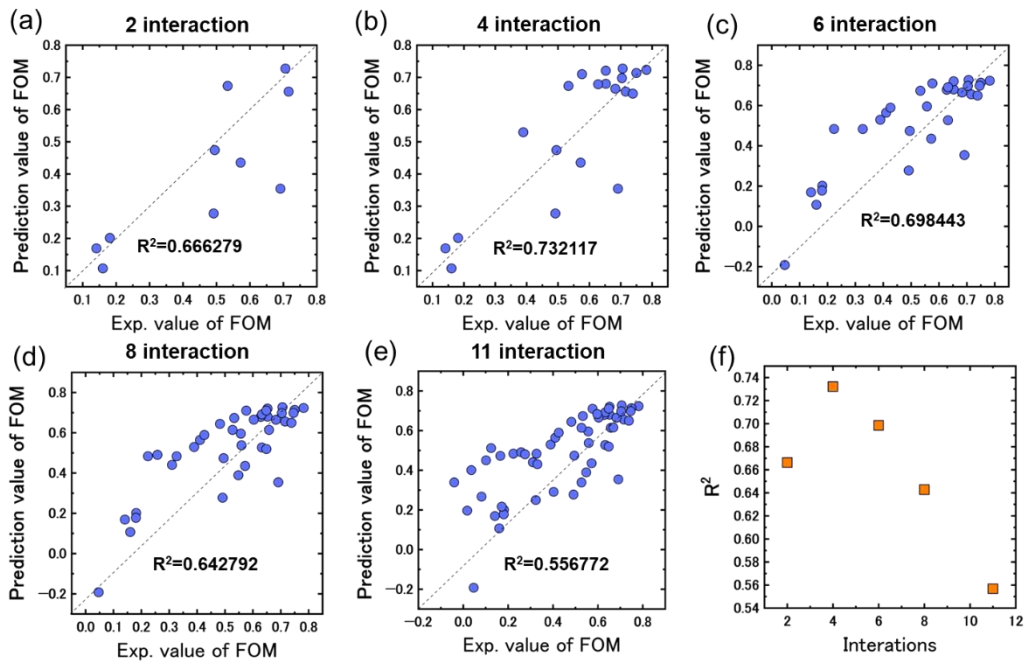 (a)
2 interaction
Prediction value of FOM
0.8
0.7
0.6
0.5
0.4
0.3
0.2
0.1
R²=0.666279
0.1 0.2 0.3 0.4 0.5 0.6 0.7 0.8
Exp. value of FOM
(b)
4 interaction
Prediction value of FOM
0.8
0.7
0.6
0.5
0.4
0.3
0.2
0.1
R²=0.732117
0.1 0.2 0.3 0.4 0.5 0.6 0.7 0.8
Exp. value of FOM
(c)
6 interaction
Prediction value of FOM
0.8
0.6
0.4
0.2
0.0
−0.2
R²=0.698443
0.0 0.1 0.2 0.3 0.4 0.5 0.6 0.7 0.8
Exp. value of FOM
(d)
8 interaction
Prediction value of FOM
0.8
0.6
0.4
0.2
0.0
−0.2
R²=0.642792
0.0 0.1 0.2 0.3 0.4 0.5 0.6 0.7 0.8
Exp. value of FOM
(e)
11 interaction
Prediction value of FOM
0.8
0.6
0.4
0.2
0.0
−0.2
R²=0.556772
−0.2 0.0 0.2 0.4 0.6 0.8
Exp. value of FOM
(f)
R²
0.74
0.72
0.70
0.68
0.66
0.64
0.62
0.60
0.58
0.56
0.54
2 4 6 8 10 12
Interations